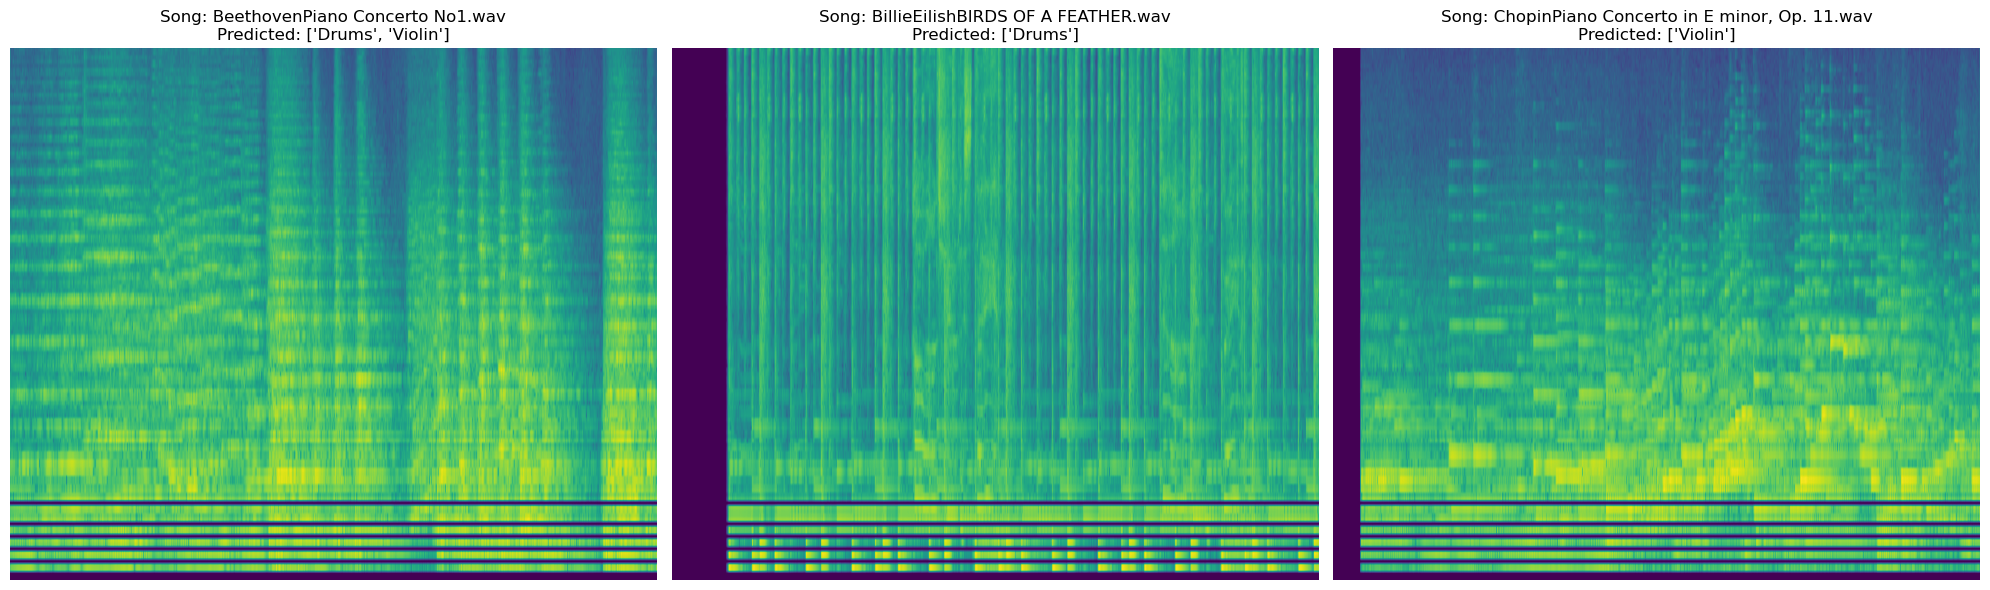 Song: BeethovenPiano Concerto No1.wav
Predicted: ['Drums', 'Violin']
Song: BillieEilishBIRDS OF A FEATHER.wav
Predicted: ['Drums']
Song: ChopinPiano Concerto in E minor, Op. 11.wav
Predicted: ['Violin']